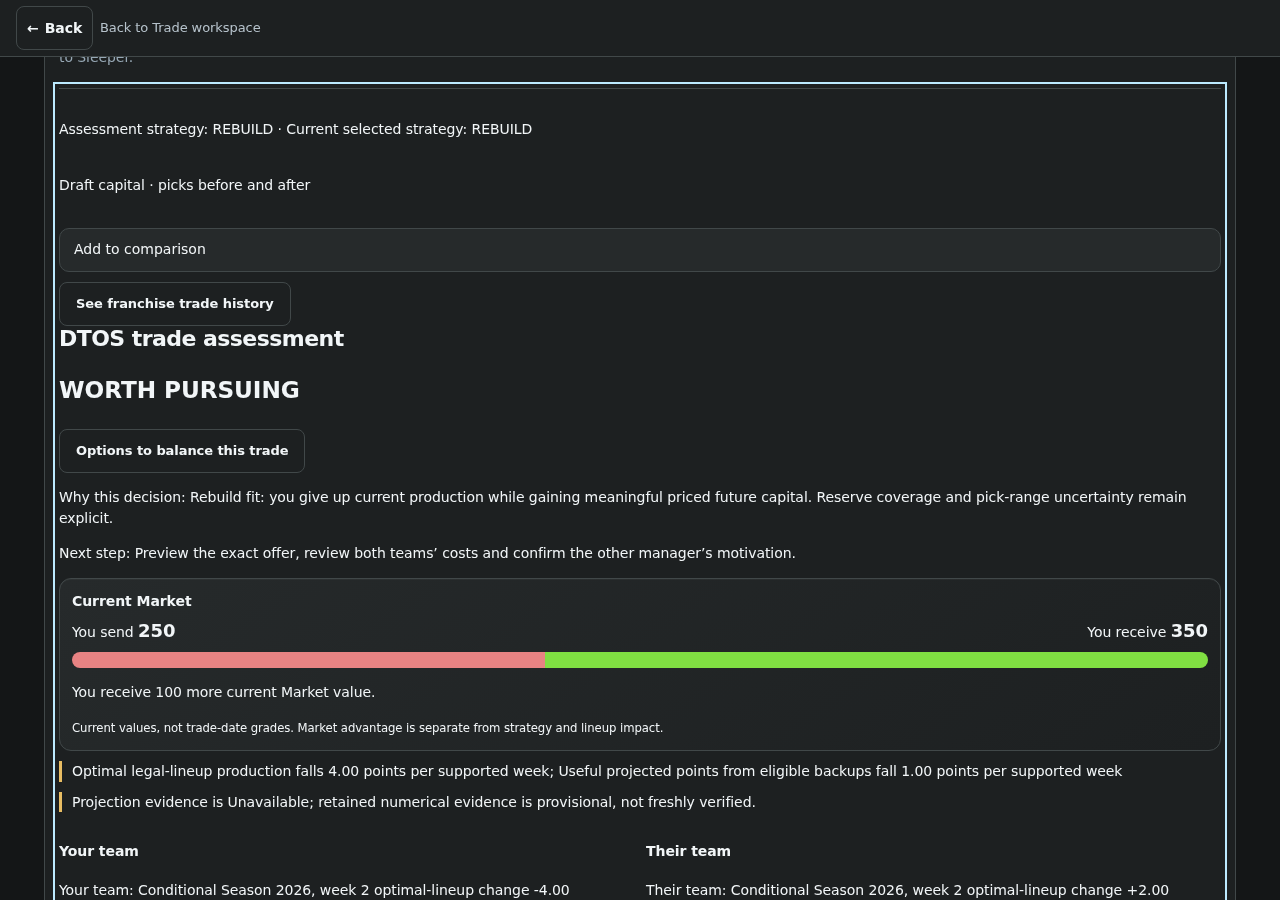 ← Back
Back to Trade workspace
to Sleeper.
Assessment strategy: REBUILD · Current selected strategy: REBUILD
Draft capital · picks before and after
Add to comparison
See franchise trade history
DTOS trade assessment
WORTH PURSUING
Options to balance this trade
Why this decision: Rebuild fit: you give up current production while gaining meaningful priced future capital. Reserve coverage and pick-range uncertainty remain
explicit.
Next step: Preview the exact offer, review both teams’ costs and confirm the other manager’s motivation.
Current Market
You send 250
You receive 350
You receive 100 more current Market value.
Current values, not trade-date grades. Market advantage is separate from strategy and lineup impact.
Optimal legal-lineup production falls 4.00 points per supported week; Useful projected points from eligible backups fall 1.00 points per supported week
Projection evidence is Unavailable; retained numerical evidence is provisional, not freshly verified.
Your team
Their team
Your team: Conditional Season 2026, week 2 optimal-lineup change -4.00
Their team: Conditional Season 2026, week 2 optimal-lineup change +2.00